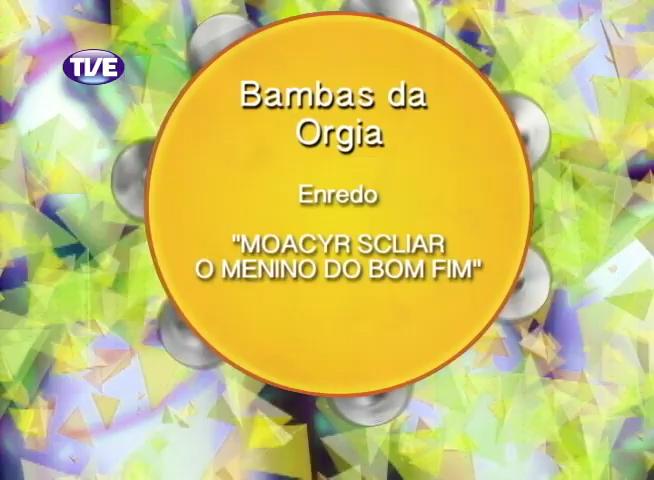 TVE
Bambas da
Orgia
Enredo
"MOACYR SCLIAR
O MENINO DO BOM FIM"